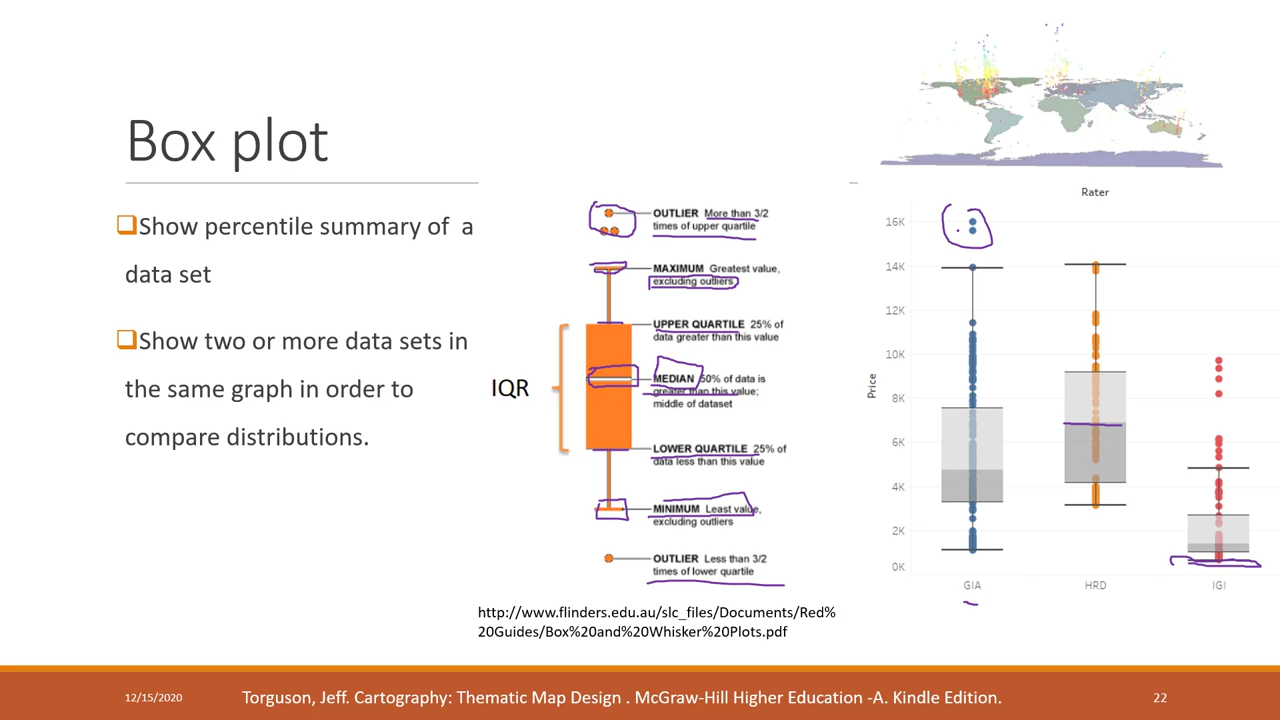 Box plot
❑Show percentile summary of a
data set
❑Show two or more data sets in
the same graph in order to
compare distributions.
IQR
OUTLIER More than 3/2
times of upper quartile
MAXIMUM Greatest value,
excluding outliers
UPPER QUARTILE 25% of
data greater than this value
MEDIAN 50% of data is
greater than this value;
middle of dataset
LOWER QUARTILE 25% of
data less than this value
MINIMUM Least value,
excluding outliers
OUTLIER Less than 3/2
times of lower quartile
http://www.flinders.edu.au/slc_files/Documents/Red%
20Guides/Box%20and%20Whisker%20Plots.pdf
Rater
Price
16K
14K
12K
10K
8K
6K
4K
2K
0K
GIA HRD IGI
12/15/2020
Torguson, Jeff. Cartography: Thematic Map Design . McGraw-Hill Higher Education -A. Kindle Edition.
22